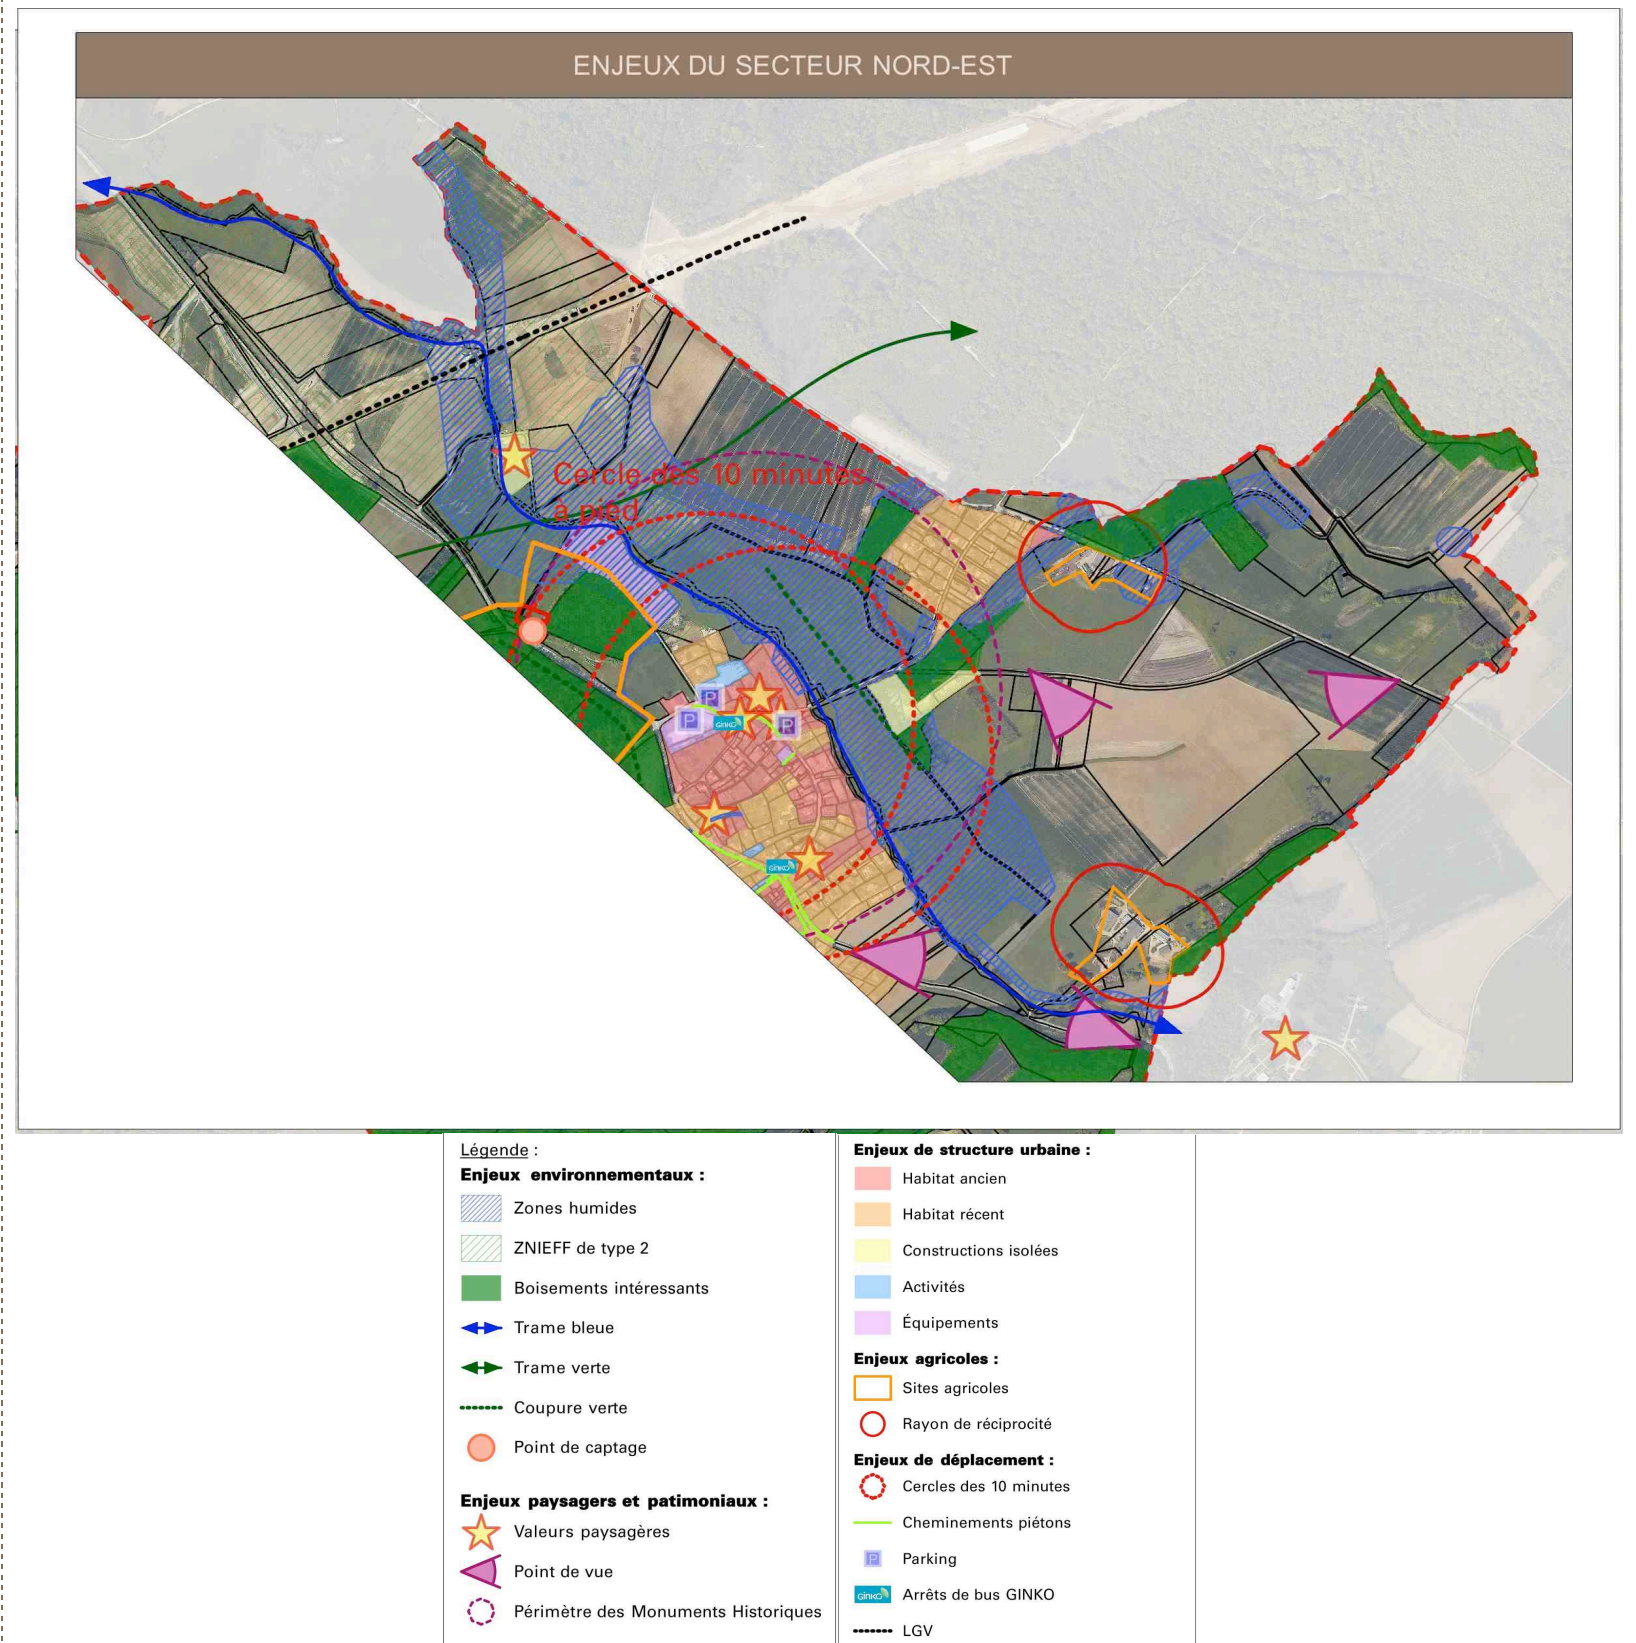 ENJEUX DU SECTEUR NORD-EST
Cercle des 10 minutes
à pied
P
P
GINKO
P
GINKO
Légende :
Enjeux environnementaux :
Zones humides
ZNIEFF de type 2
Boisements intéressants
Trame bleue
Trame verte
Coupure verte
Point de captage
Enjeux paysagers et patimoniaux :
Valeurs paysagères
Point de vue
Périmètre des Monuments Historiques
Enjeux de structure urbaine :
Habitat ancien
Habitat récent
Constructions isolées
Activités
Équipements
Enjeux agricoles :
Sites agricoles
Rayon de réciprocité
Enjeux de déplacement :
Cercles des 10 minutes
Cheminements piétons
P Parking
GINKO Arrêts de bus GINKO
LGV